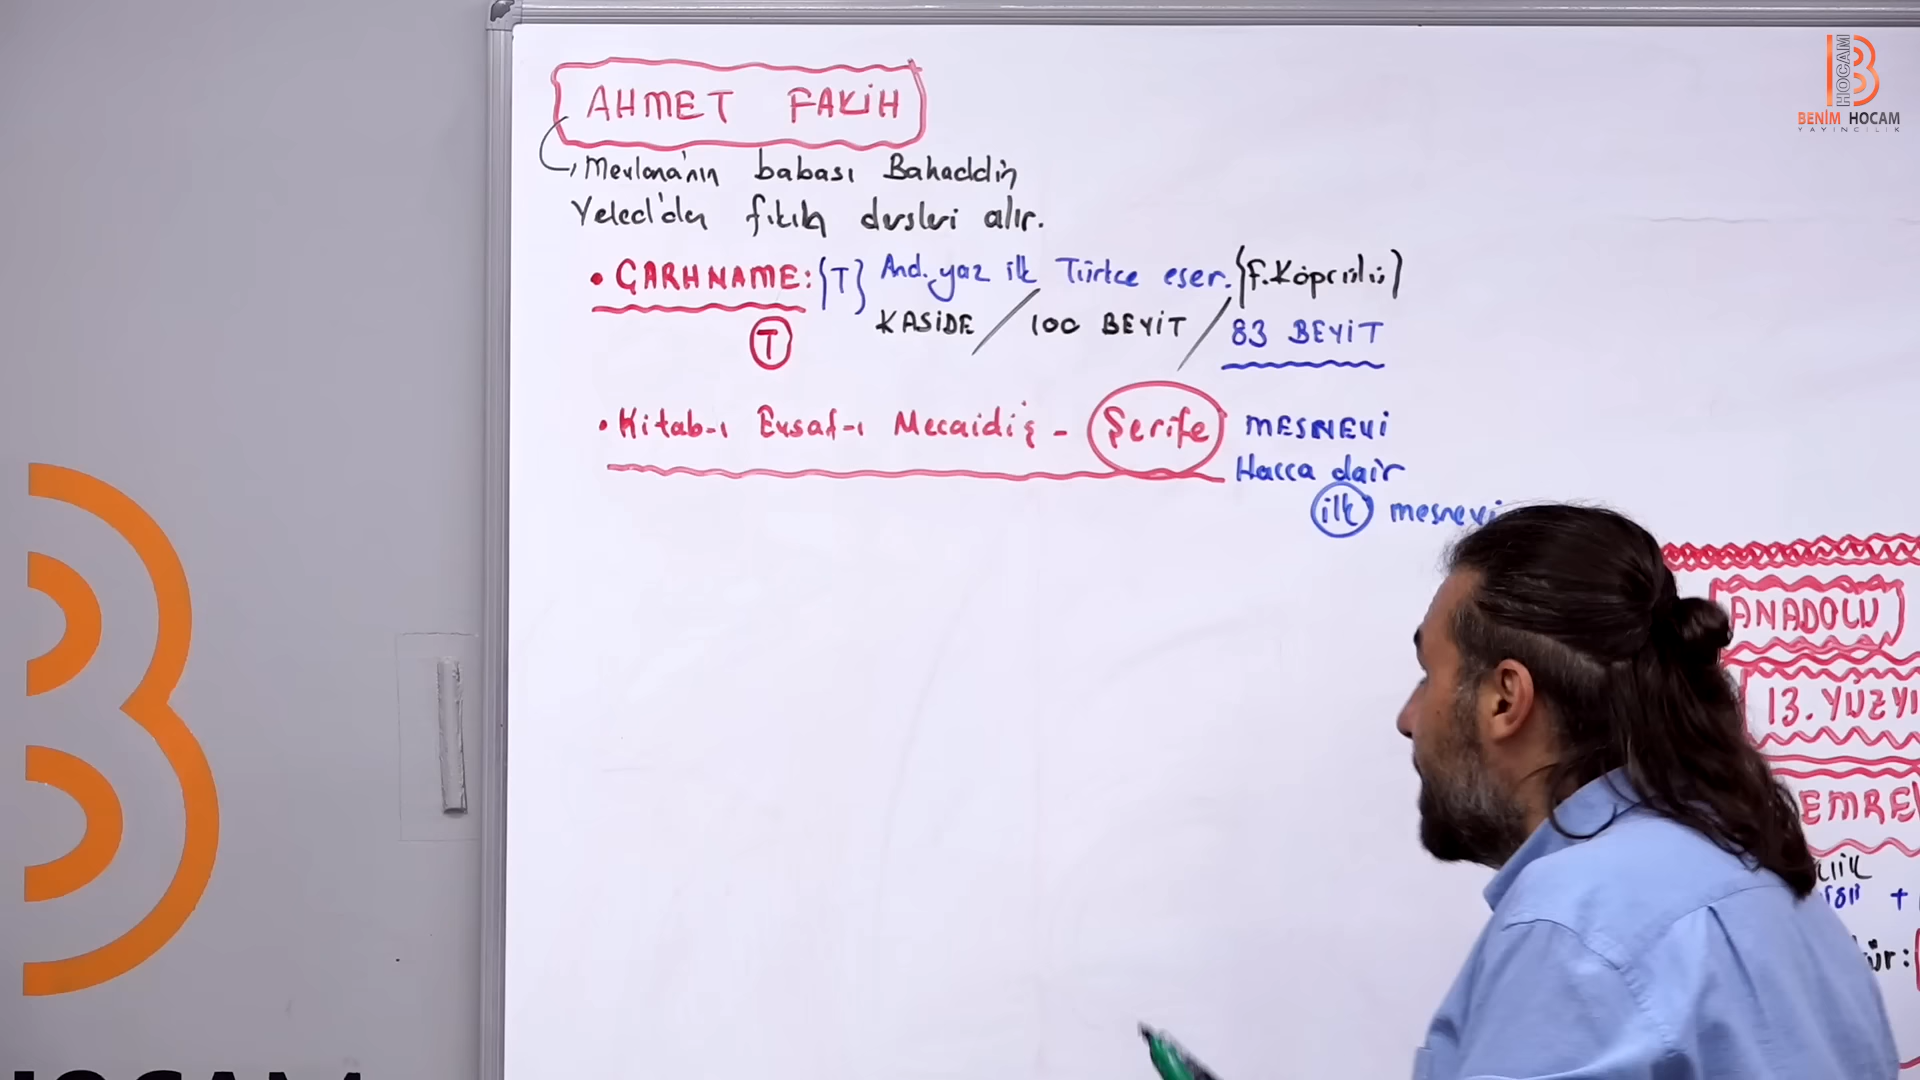 AHMET FAKİH
Mevlana'nın babası Bahaddin
Veled'den fıkıh dersleri alır.
• ÇARHNAME: {T} And. yaz ilk Türkçe eser. {F. Köprülü}
T KASİDE / 100 BEYİT / 83 BEYİT
• Kitab-ı Evsaf-ı Mecaidiş - Şerife MESNEVİ
Hacca dair
ilk mesnevi
ANADOLU
13. YÜZYI
EMRE
+
ür:
B HOCAM
BENİM HOCAM
YAYINCILIK
HOCAM